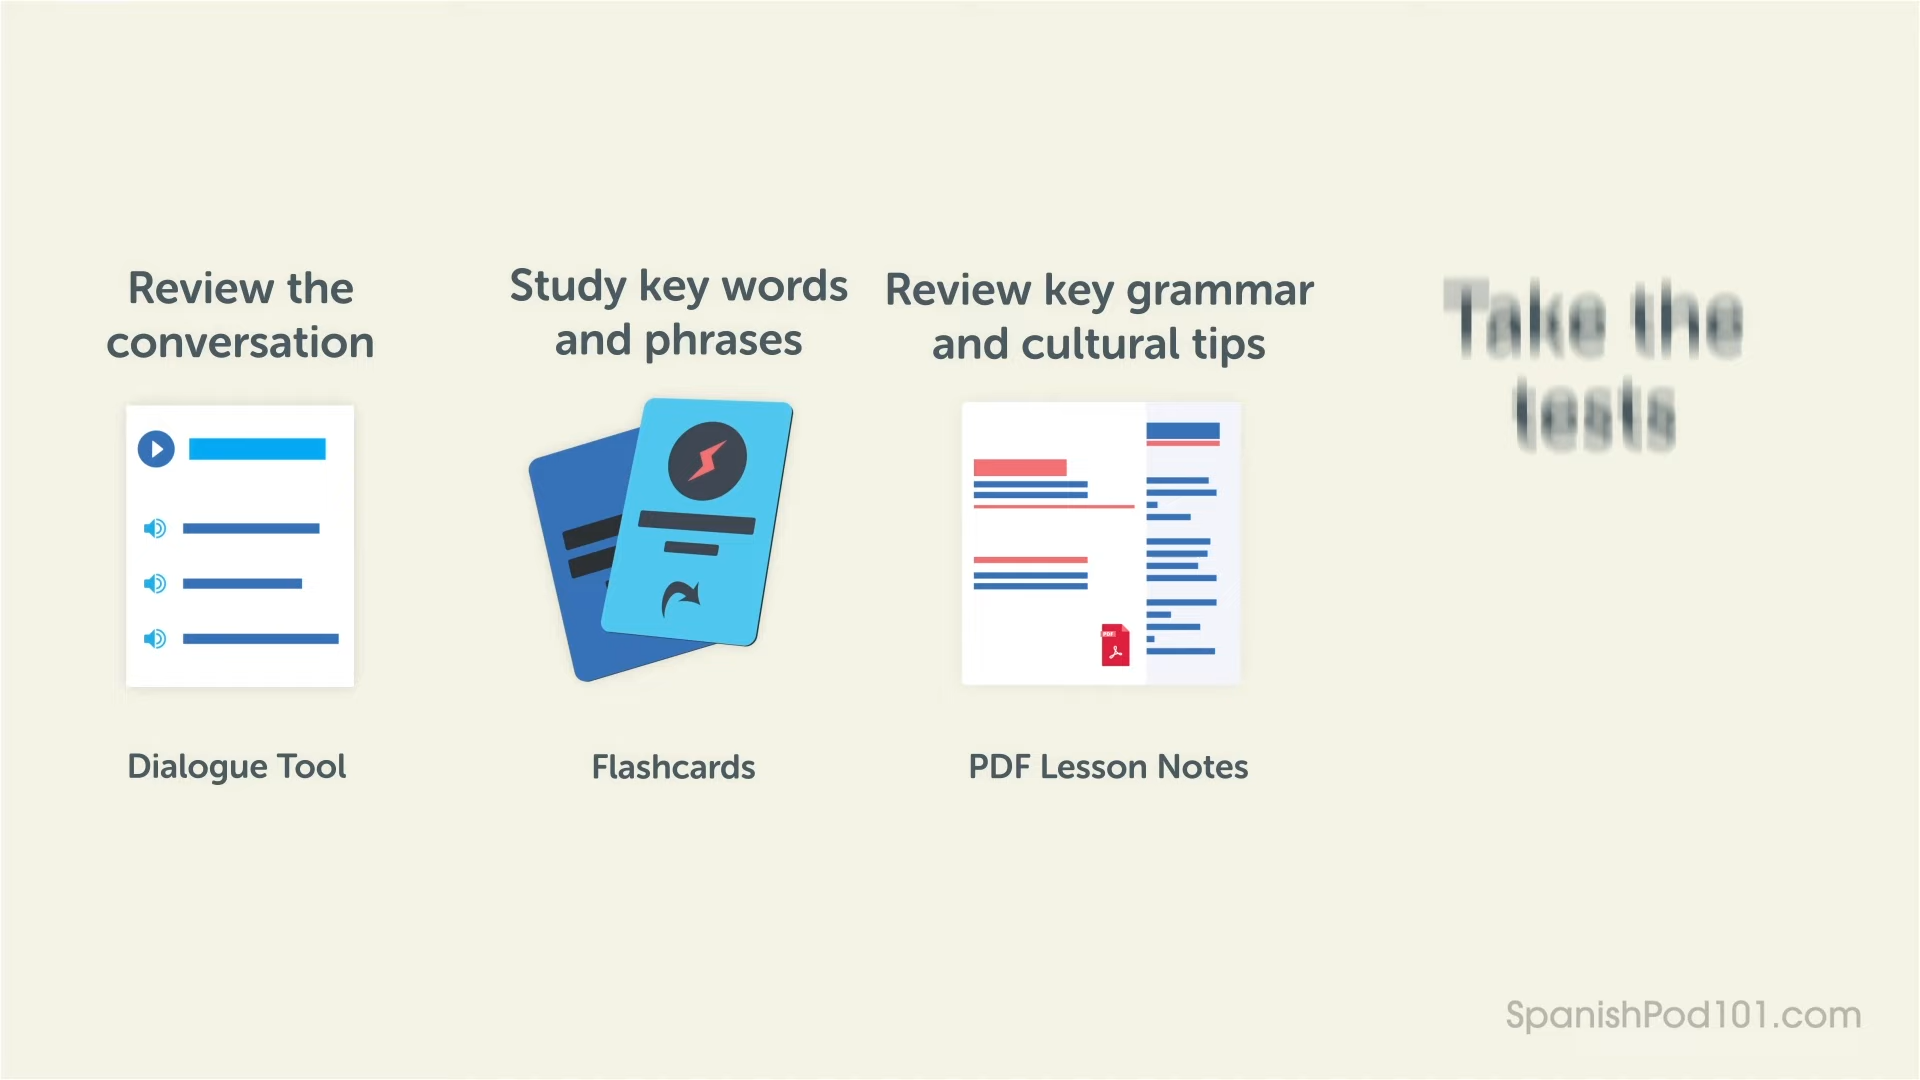 Review the
conversation
Dialogue Tool
Study key words
and phrases
Flashcards
Review key grammar
and cultural tips
PDF
PDF Lesson Notes
Take the
tests
SpanishPod101.com